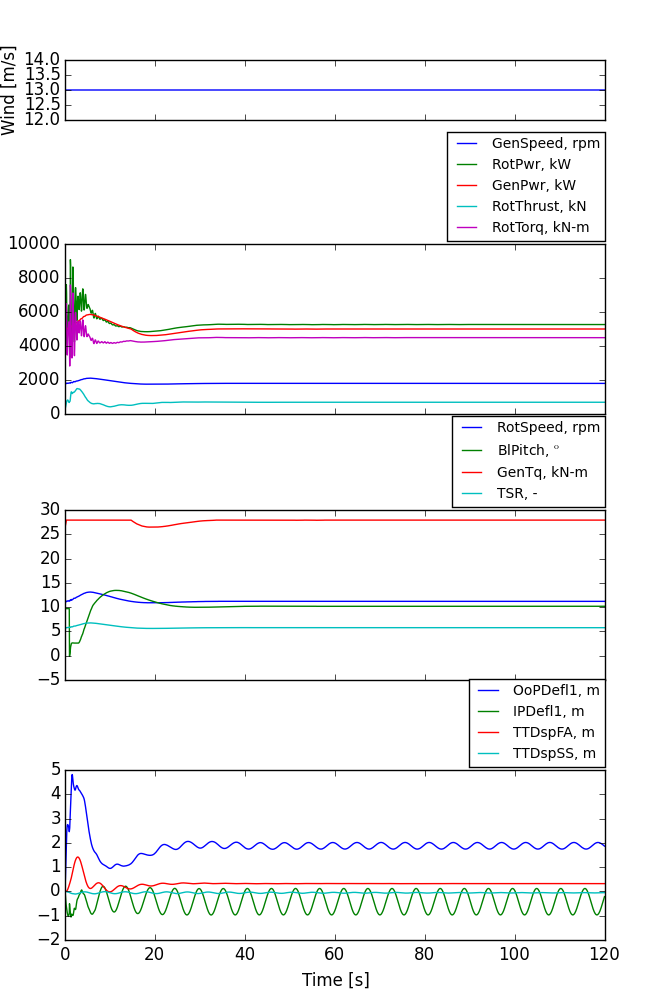 Wind [m/s]
14.0
13.5
13.0
12.5
12.0
GenSpeed, rpm
RotPwr, kW
GenPwr, kW
RotThrust, kN
RotTorq, kN-m
10000
8000
6000
4000
2000
0
RotSpeed, rpm
BlPitch, °
GenTq, kN-m
TSR, -
30
25
20
15
10
5
0
−5
OoPDefl1, m
IPDefl1, m
TTDspFA, m
TTDspSS, m
5
4
3
2
1
0
−1
−2
0 20 40 60 80 100 120
Time [s]